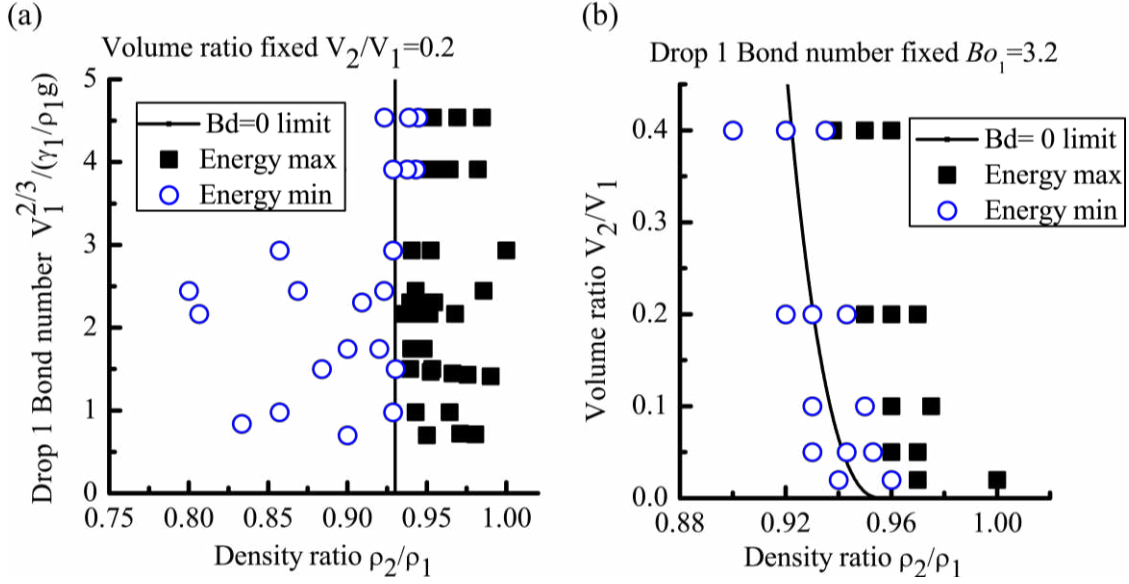 (a)
Volume ratio fixed V2/V1=0.2
Drop 1 Bond number V1^2/3/(γ1/ρ1g)
5
4
3
2
1
0
Bd=0 limit
Energy max
Energy min
0.75 0.80 0.85 0.90 0.95 1.00
Density ratio ρ2/ρ1
(b)
Drop 1 Bond number fixed Bo1=3.2
Volume ratio V2/V1
0.4
0.3
0.2
0.1
0.0
Bd= 0 limit
Energy max
Energy min
0.88 0.92 0.96 1.00
Density ratio ρ2/ρ1